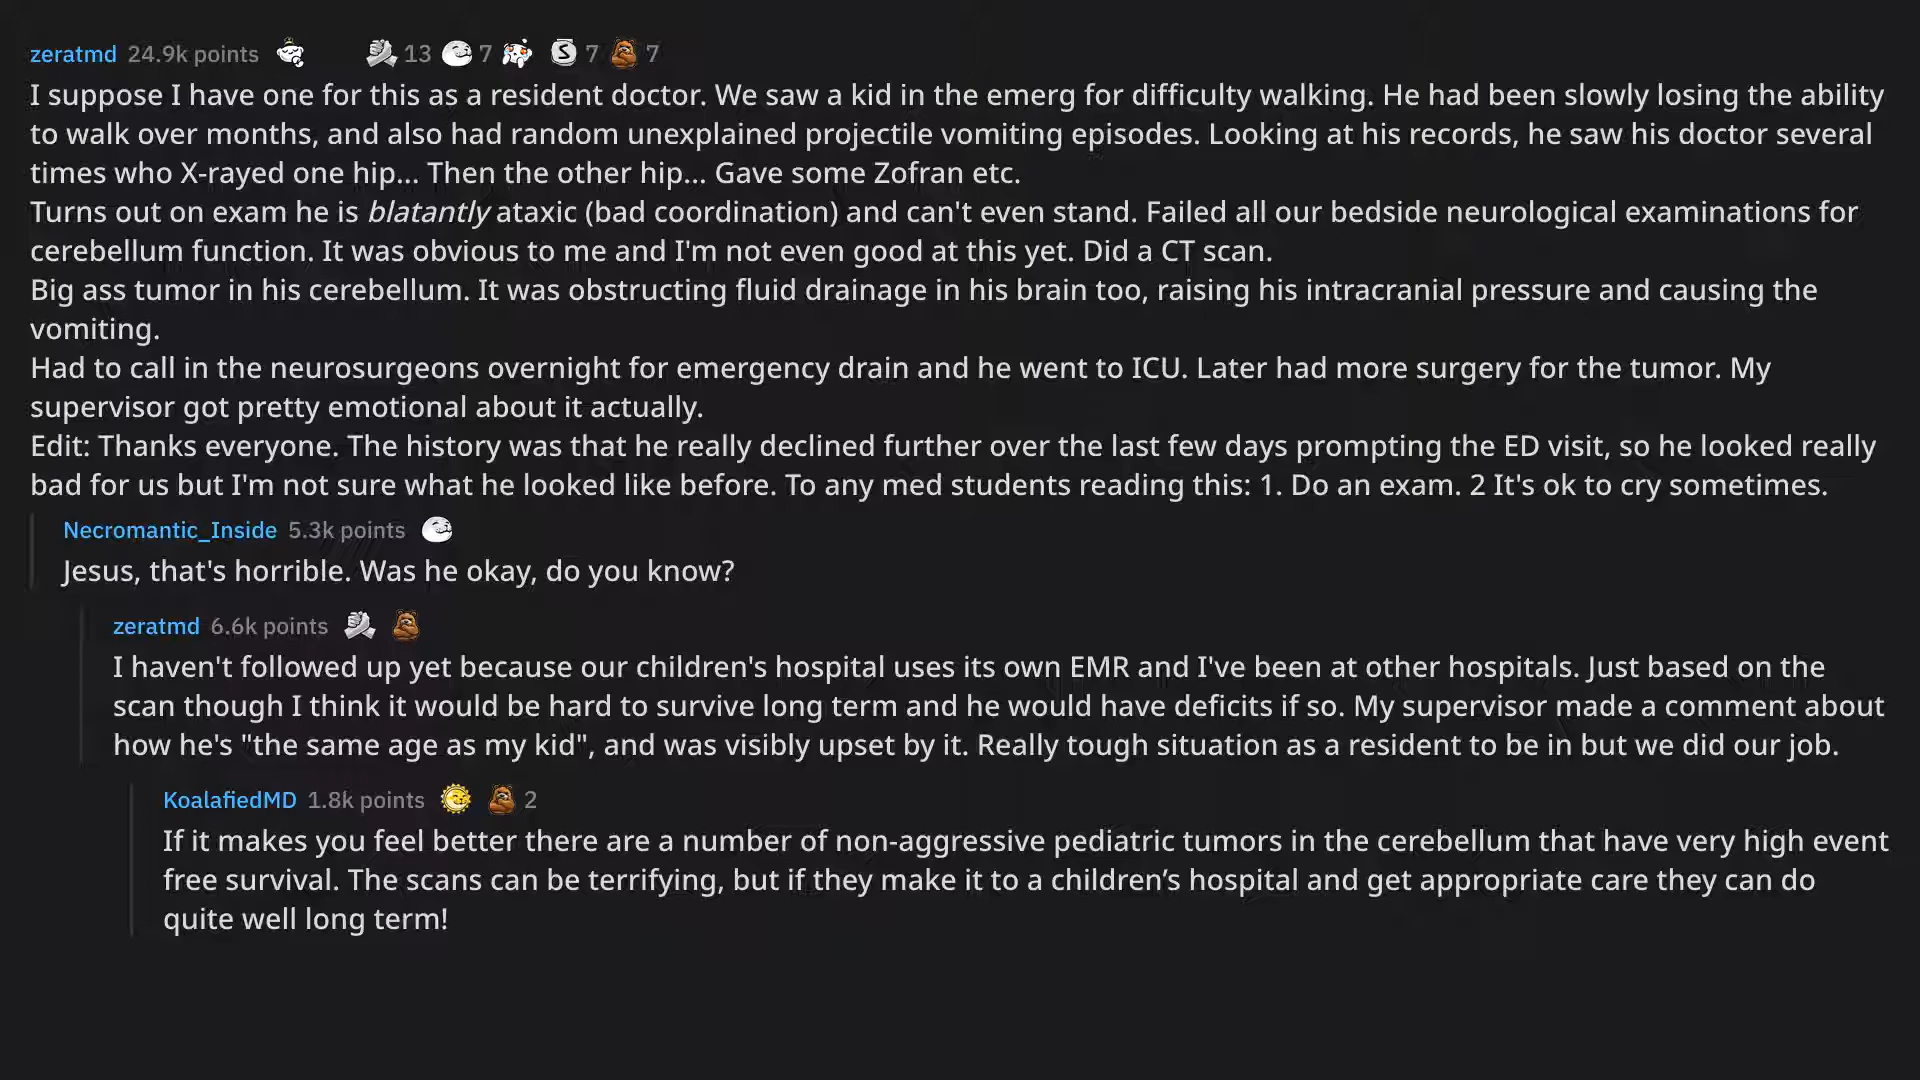 zeratmd 24.9k points 13 7 7 7
I suppose I have one for this as a resident doctor. We saw a kid in the emerg for difficulty walking. He had been slowly losing the ability
to walk over months, and also had random unexplained projectile vomiting episodes. Looking at his records, he saw his doctor several
times who X-rayed one hip... Then the other hip... Gave some Zofran etc.
Turns out on exam he is blatantly ataxic (bad coordination) and can't even stand. Failed all our bedside neurological examinations for
cerebellum function. It was obvious to me and I'm not even good at this yet. Did a CT scan.
Big ass tumor in his cerebellum. It was obstructing fluid drainage in his brain too, raising his intracranial pressure and causing the
vomiting.
Had to call in the neurosurgeons overnight for emergency drain and he went to ICU. Later had more surgery for the tumor. My
supervisor got pretty emotional about it actually.
Edit: Thanks everyone. The history was that he really declined further over the last few days prompting the ED visit, so he looked really
bad for us but I'm not sure what he looked like before. To any med students reading this: 1. Do an exam. 2 It's ok to cry sometimes.
Necromantic_Inside 5.3k points
Jesus, that's horrible. Was he okay, do you know?
zeratmd 6.6k points
I haven't followed up yet because our children's hospital uses its own EMR and I've been at other hospitals. Just based on the
scan though I think it would be hard to survive long term and he would have deficits if so. My supervisor made a comment about
how he's "the same age as my kid", and was visibly upset by it. Really tough situation as a resident to be in but we did our job.
KoalafiedMD 1.8k points 2
If it makes you feel better there are a number of non-aggressive pediatric tumors in the cerebellum that have very high event
free survival. The scans can be terrifying, but if they make it to a children’s hospital and get appropriate care they can do
quite well long term!